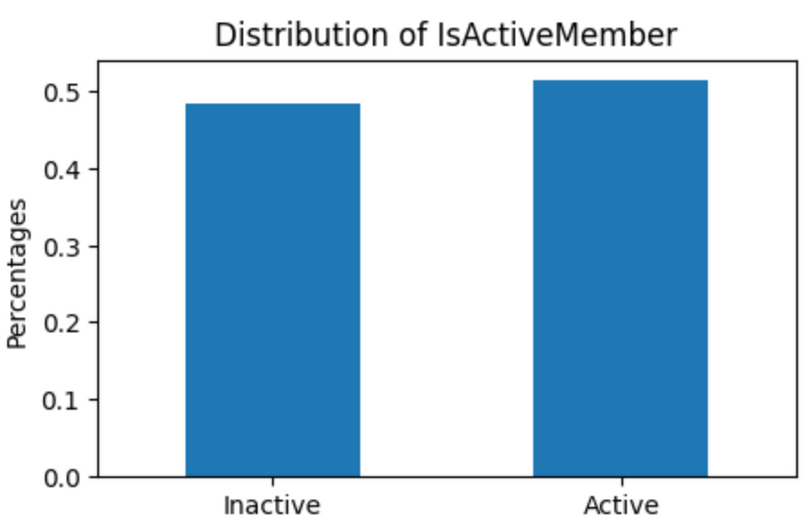 Distribution of IsActiveMember
Percentages
0.5
0.4
0.3
0.2
0.1
0.0
Inactive
Active